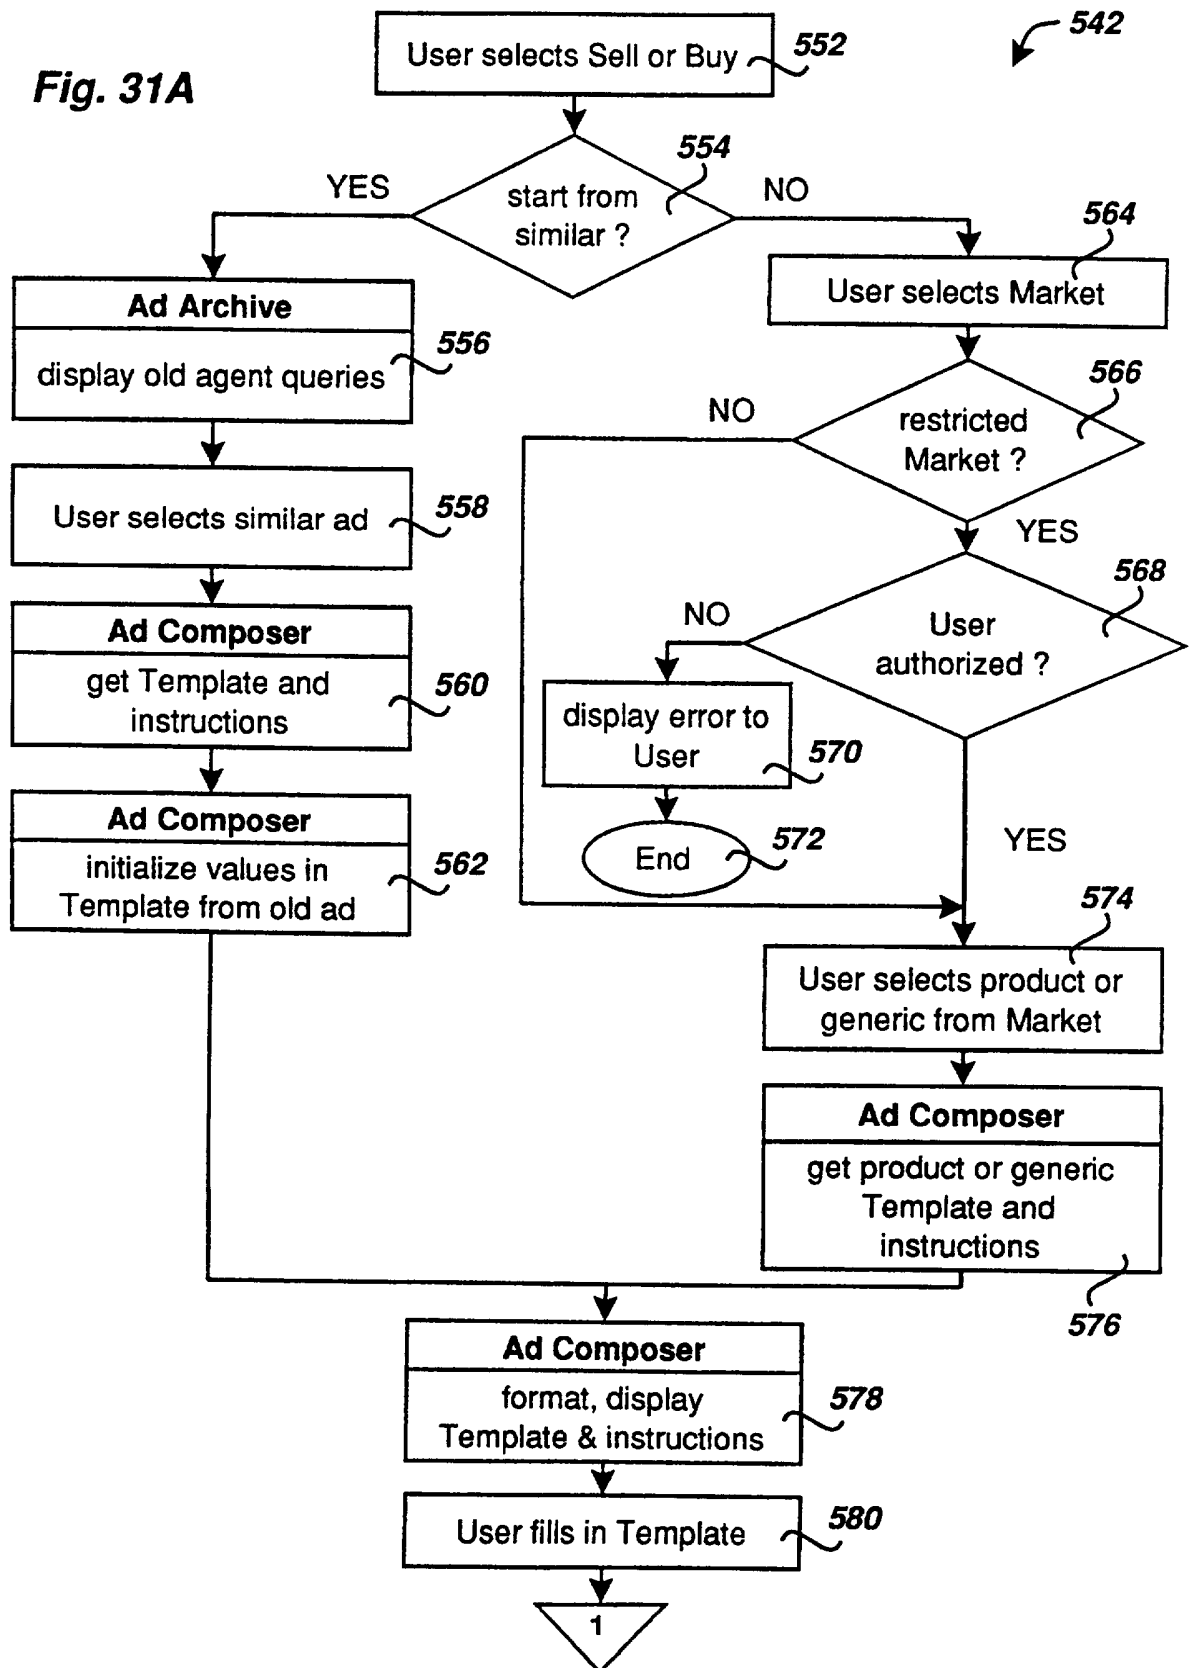 Fig. 31A
542
User selects Sell or Buy
552
554
start from
similar ?
YES
NO
Ad Archive
display old agent queries
556
564
User selects Market
User selects similar ad
558
566
restricted
Market ?
NO
YES
Ad Composer
get Template and
instructions
560
568
User
authorized ?
NO
YES
display error to
User
570
End
572
Ad Composer
initialize values in
Template from old ad
562
574
User selects product or
generic from Market
Ad Composer
get product or generic
Template and
instructions
576
Ad Composer
format, display
Template & instructions
578
User fills in Template
580
1